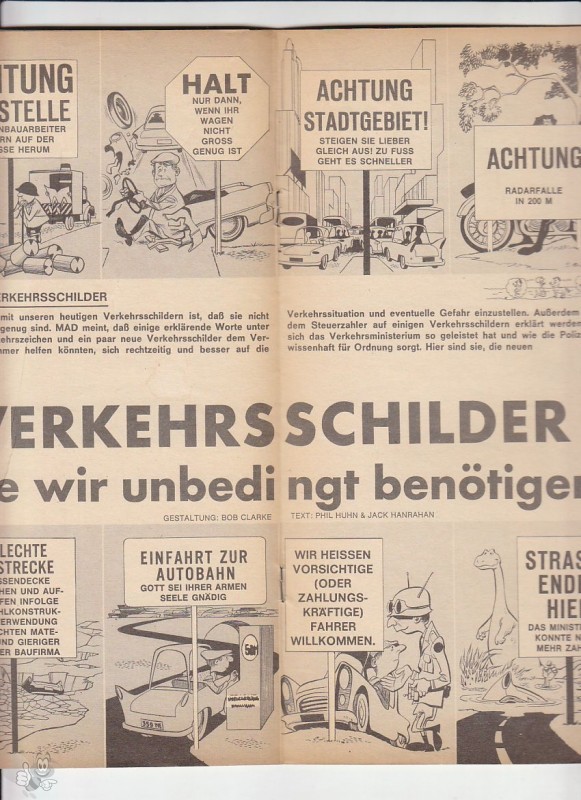 HTUNG
STELLE
NBAUARBEITER
RN AUF DER
SSE HERUM
HALT
NUR DANN,
WENN IHR
WAGEN
NICHT
GROSS
GENUG IST
ACHTUNG
STADTGEBIET!
STEIGEN SIE LIEBER
GLEICH AUS! ZU FUSS
GEHT ES SCHNELLER
ACHTUNG
RADARFALLE
IN 200 M
ERKEHRSSCHILDER
mit unseren heutigen Verkehrsschildern ist, daß sie nicht
genug sind. MAD meint, daß einige erklärende Worte unter
ehrszeichen und ein paar neue Verkehrsschilder dem Ver-
mer helfen könnten, sich rechtzeitig und besser auf die
Verkehrssituation und eventuelle Gefahr einzustellen. Außerdem
dem Steuerzahler auf einigen Verkehrsschildern erklärt werden
sich das Verkehrsministerium so geleistet hat und wie die Poliz
wissenhaft für Ordnung sorgt. Hier sind sie, die neuen
VERKEHRSSCHILDER
e wir unbedingt benötigen
GESTALTUNG: BOB CLARKE TEXT: PHIL HUHN & JACK HANRAHAN
LECHTE
STRECKE
SSENDECKE
HEN UND AUF-
FEN INFOLGE
HLKONSTRUK-
ERWENDUNG
CHTEN MATE-
UND GIERIGER
ER BAUFIRMA
EINFAHRT ZUR
AUTOBAHN
GOTT SEI IHRER ARMEN
SEELE GNÄDIG
WIR HEISSEN
VORSICHTIGE
(ODER
ZAHLUNGS-
KRÄFTIGE)
FAHRER
WILLKOMMEN.
STRAS
ENDE
HIE
DAS MINIST
KONNTE N
MEHR ZAH